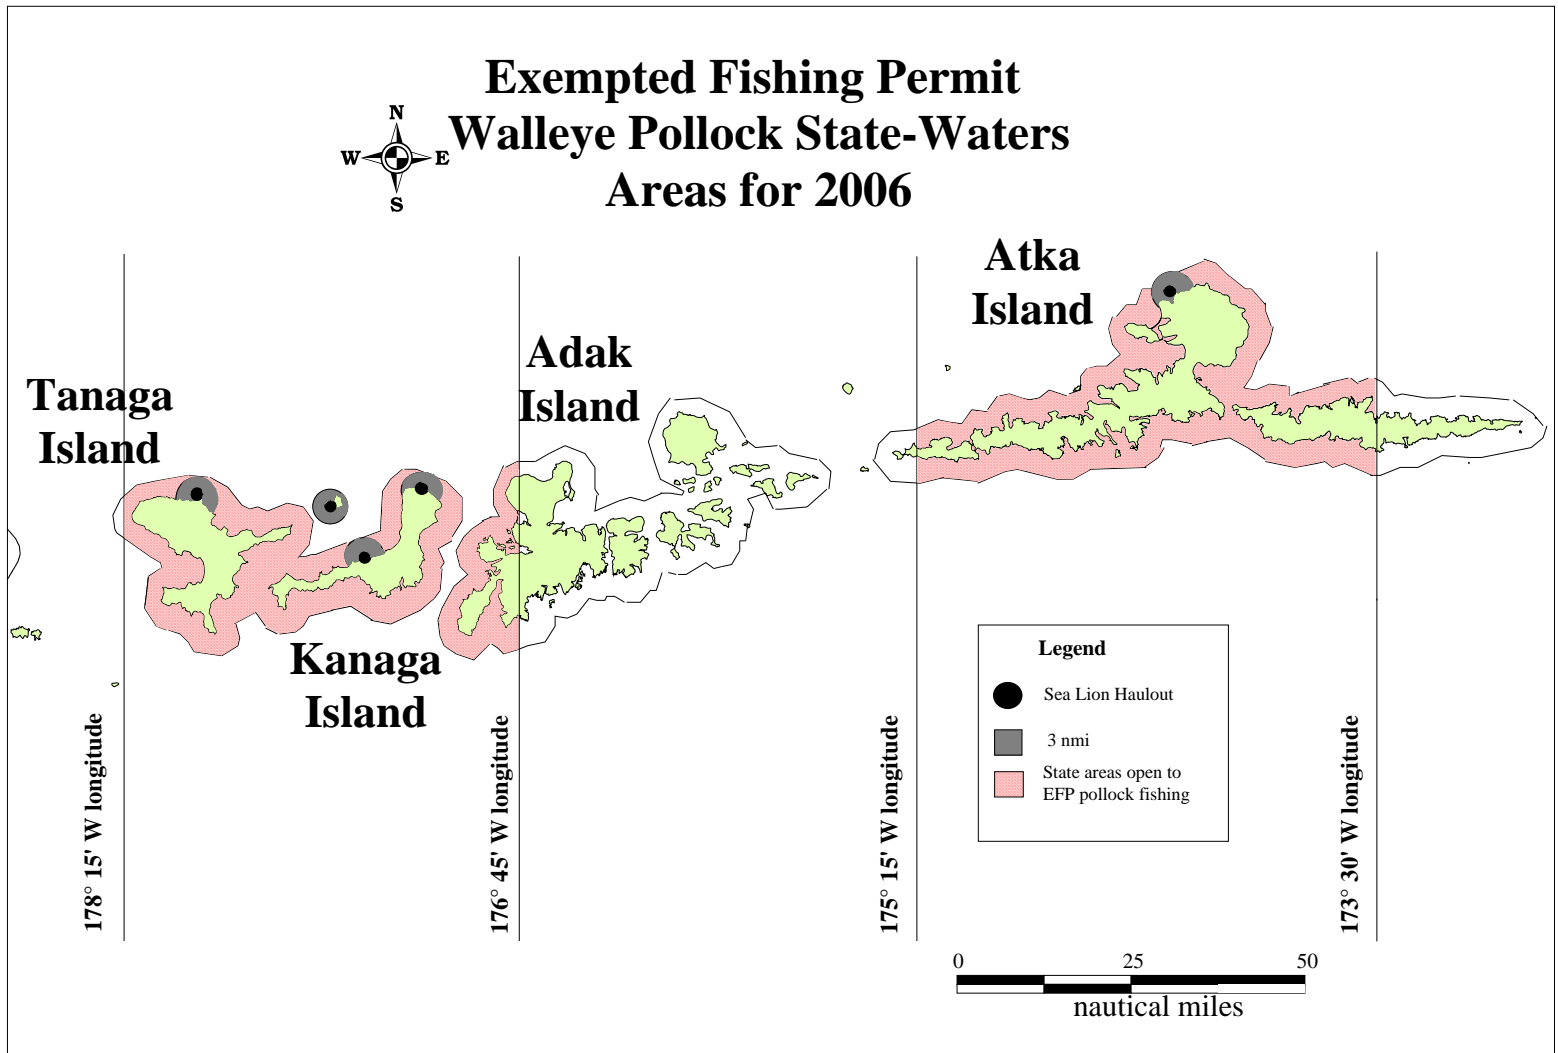 Exempted Fishing Permit
Walleye Pollock State-Waters
Areas for 2006
N
W
E
S
Atka
Island
Adak
Island
Tanaga
Island
Kanaga
Island
Legend
Sea Lion Haulout
3 nmi
State areas open to
EFP pollock fishing
178° 15' W longitude
176° 45' W longitude
175° 15' W longitude
173° 30' W longitude
0 25 50
nautical miles